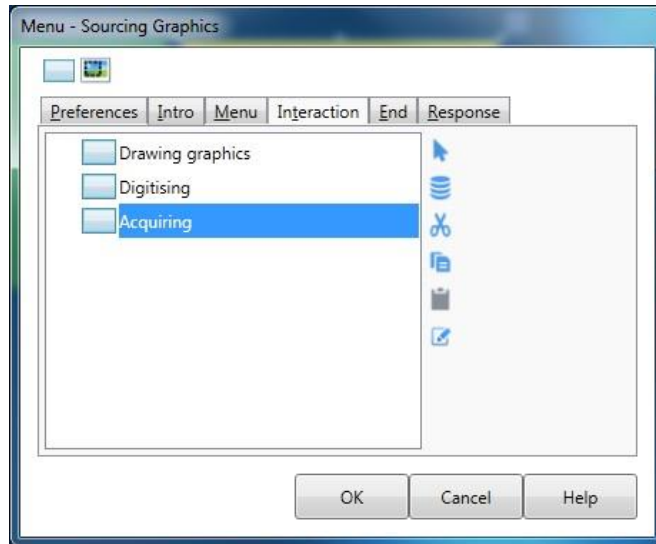 Menu - Sourcing Graphics
Preferences Intro Menu Interaction End Response
Drawing graphics
Digitising
Acquiring
OK Cancel Help